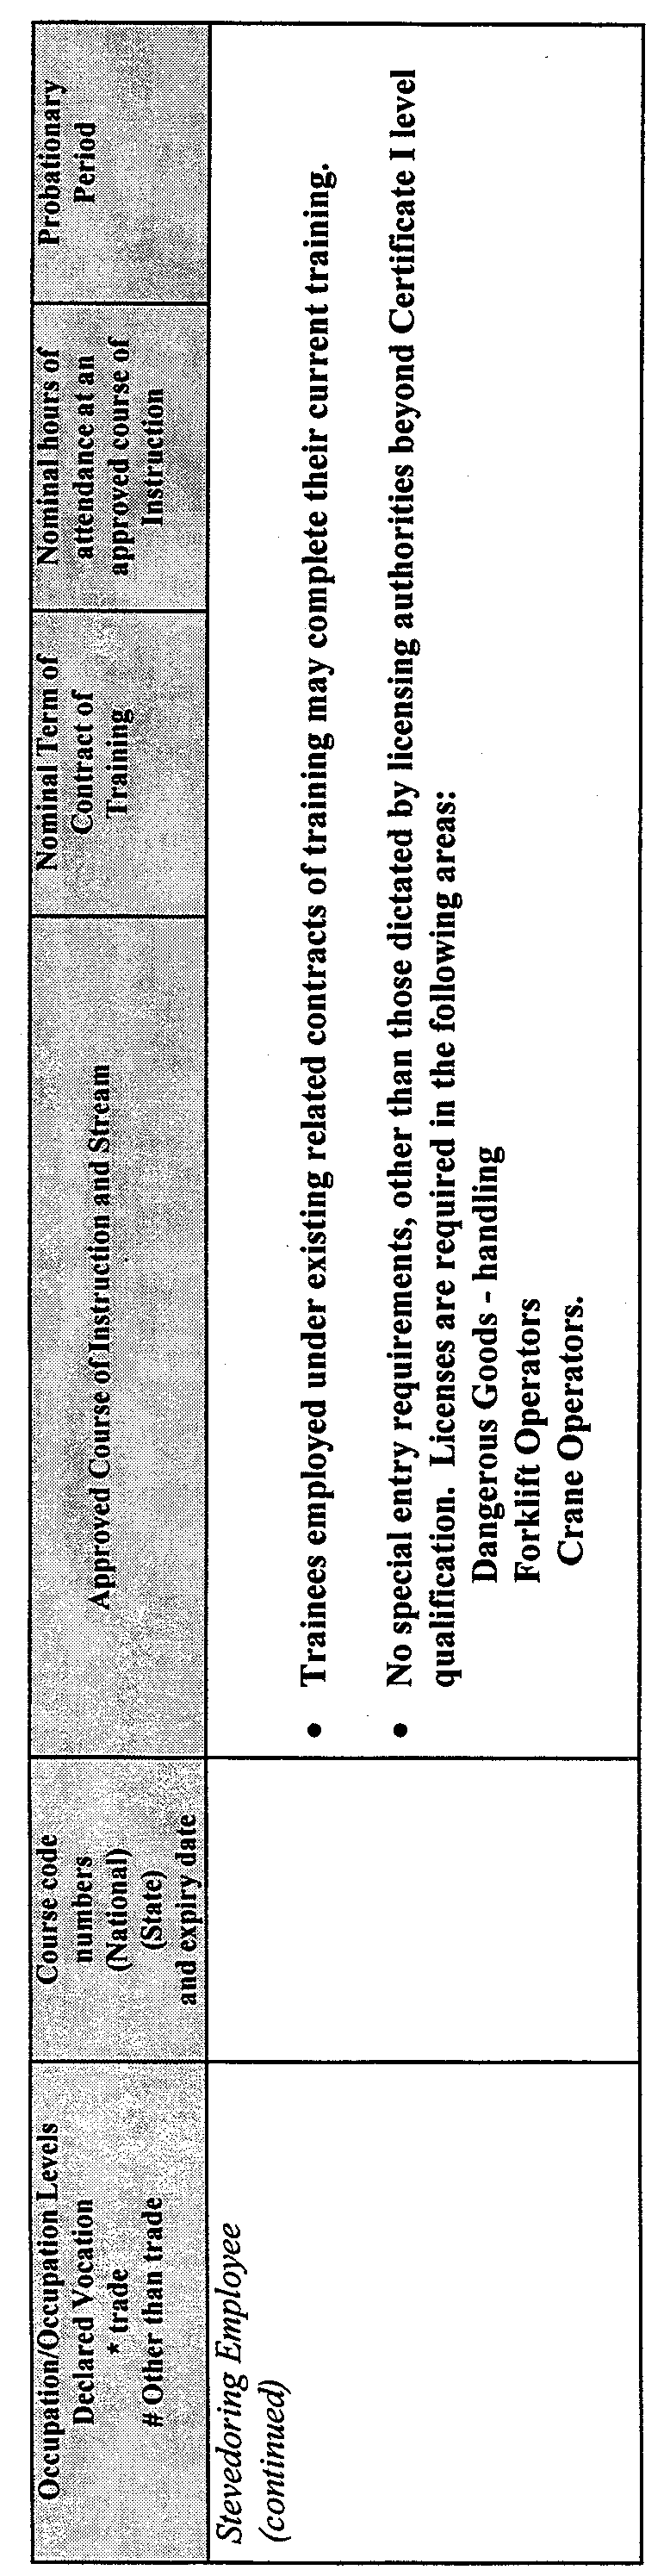 Occupation/Occupation Levels
Declared Vocation
* trade
# Other than trade
Course code
numbers
(National)
(State)
and expiry date
Approved Course of Instruction and Stream
Nominal Term of
Contract of
Training
Nominal hours of
attendance at an
approved course of
Instruction
Probationary
Period
Stevedoring Employee
(continued)
• Trainees employed under existing related contracts of training may complete their current training.
• No special entry requirements, other than those dictated by licensing authorities beyond Certificate I level
qualification. Licenses are required in the following areas:
Dangerous Goods - handling
Forklift Operators
Crane Operators.